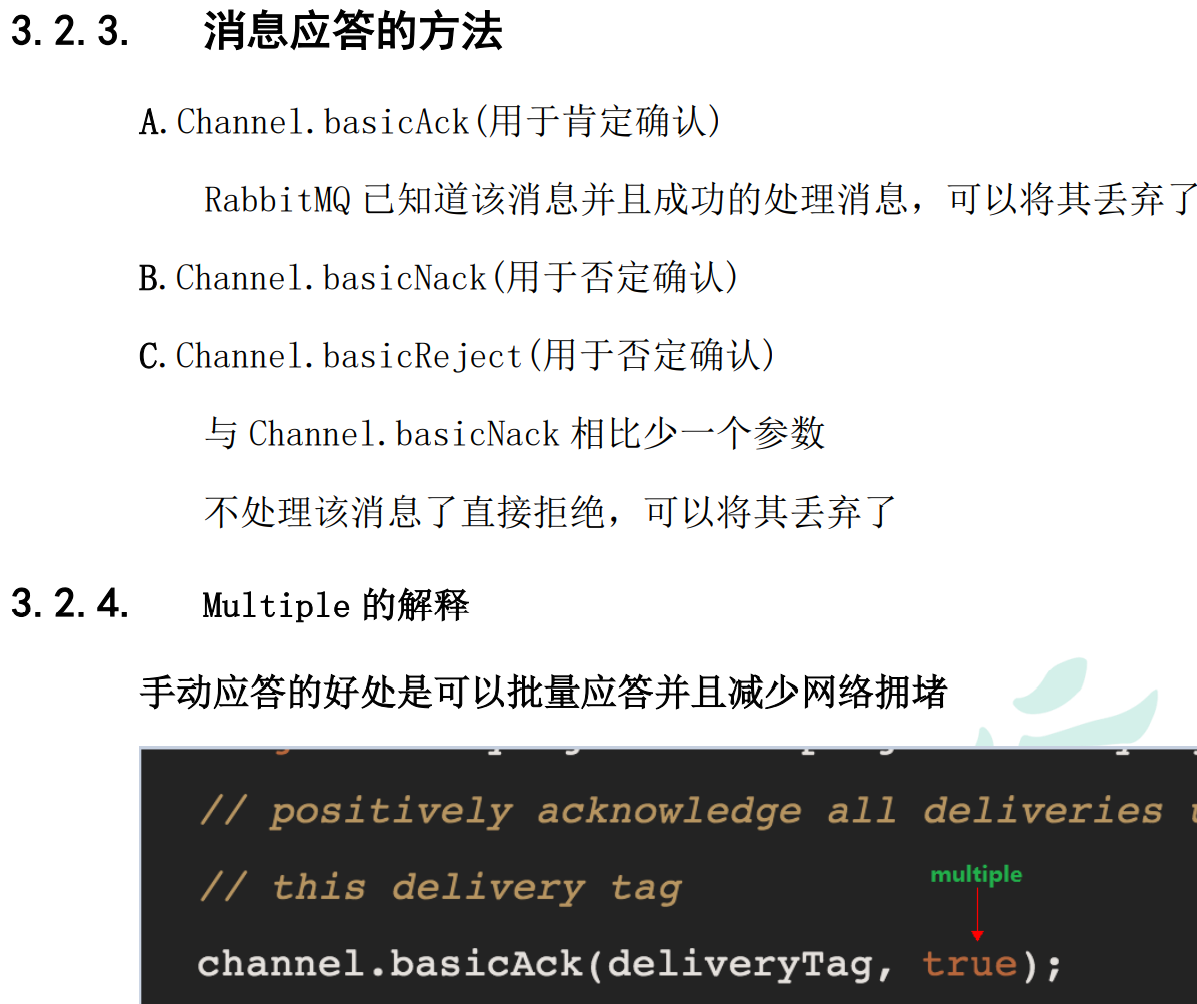 3.2.3. 消息应答的方法
A.Channel.basicAck(用于肯定确认)
RabbitMQ 已知道该消息并且成功的处理消息，可以将其丢弃了
B.Channel.basicNack(用于否定确认)
C.Channel.basicReject(用于否定确认)
与 Channel.basicNack 相比少一个参数
不处理该消息了直接拒绝，可以将其丢弃了
3.2.4. Multiple 的解释
手动应答的好处是可以批量应答并且减少网络拥堵
// positively acknowledge all deliveries
// this delivery tag
multiple
channel.basicAck(deliveryTag, true);